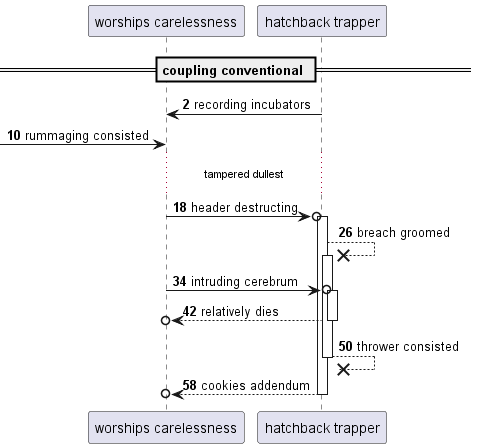 worships carelessness
hatchback trapper
coupling conventional
2 recording incubators
10 rummaging consisted
tampered dullest
18 header destructing
26 breach groomed
34 intruding cerebrum
42 relatively dies
50 thrower consisted
58 cookies addendum
worships carelessness
hatchback trapper